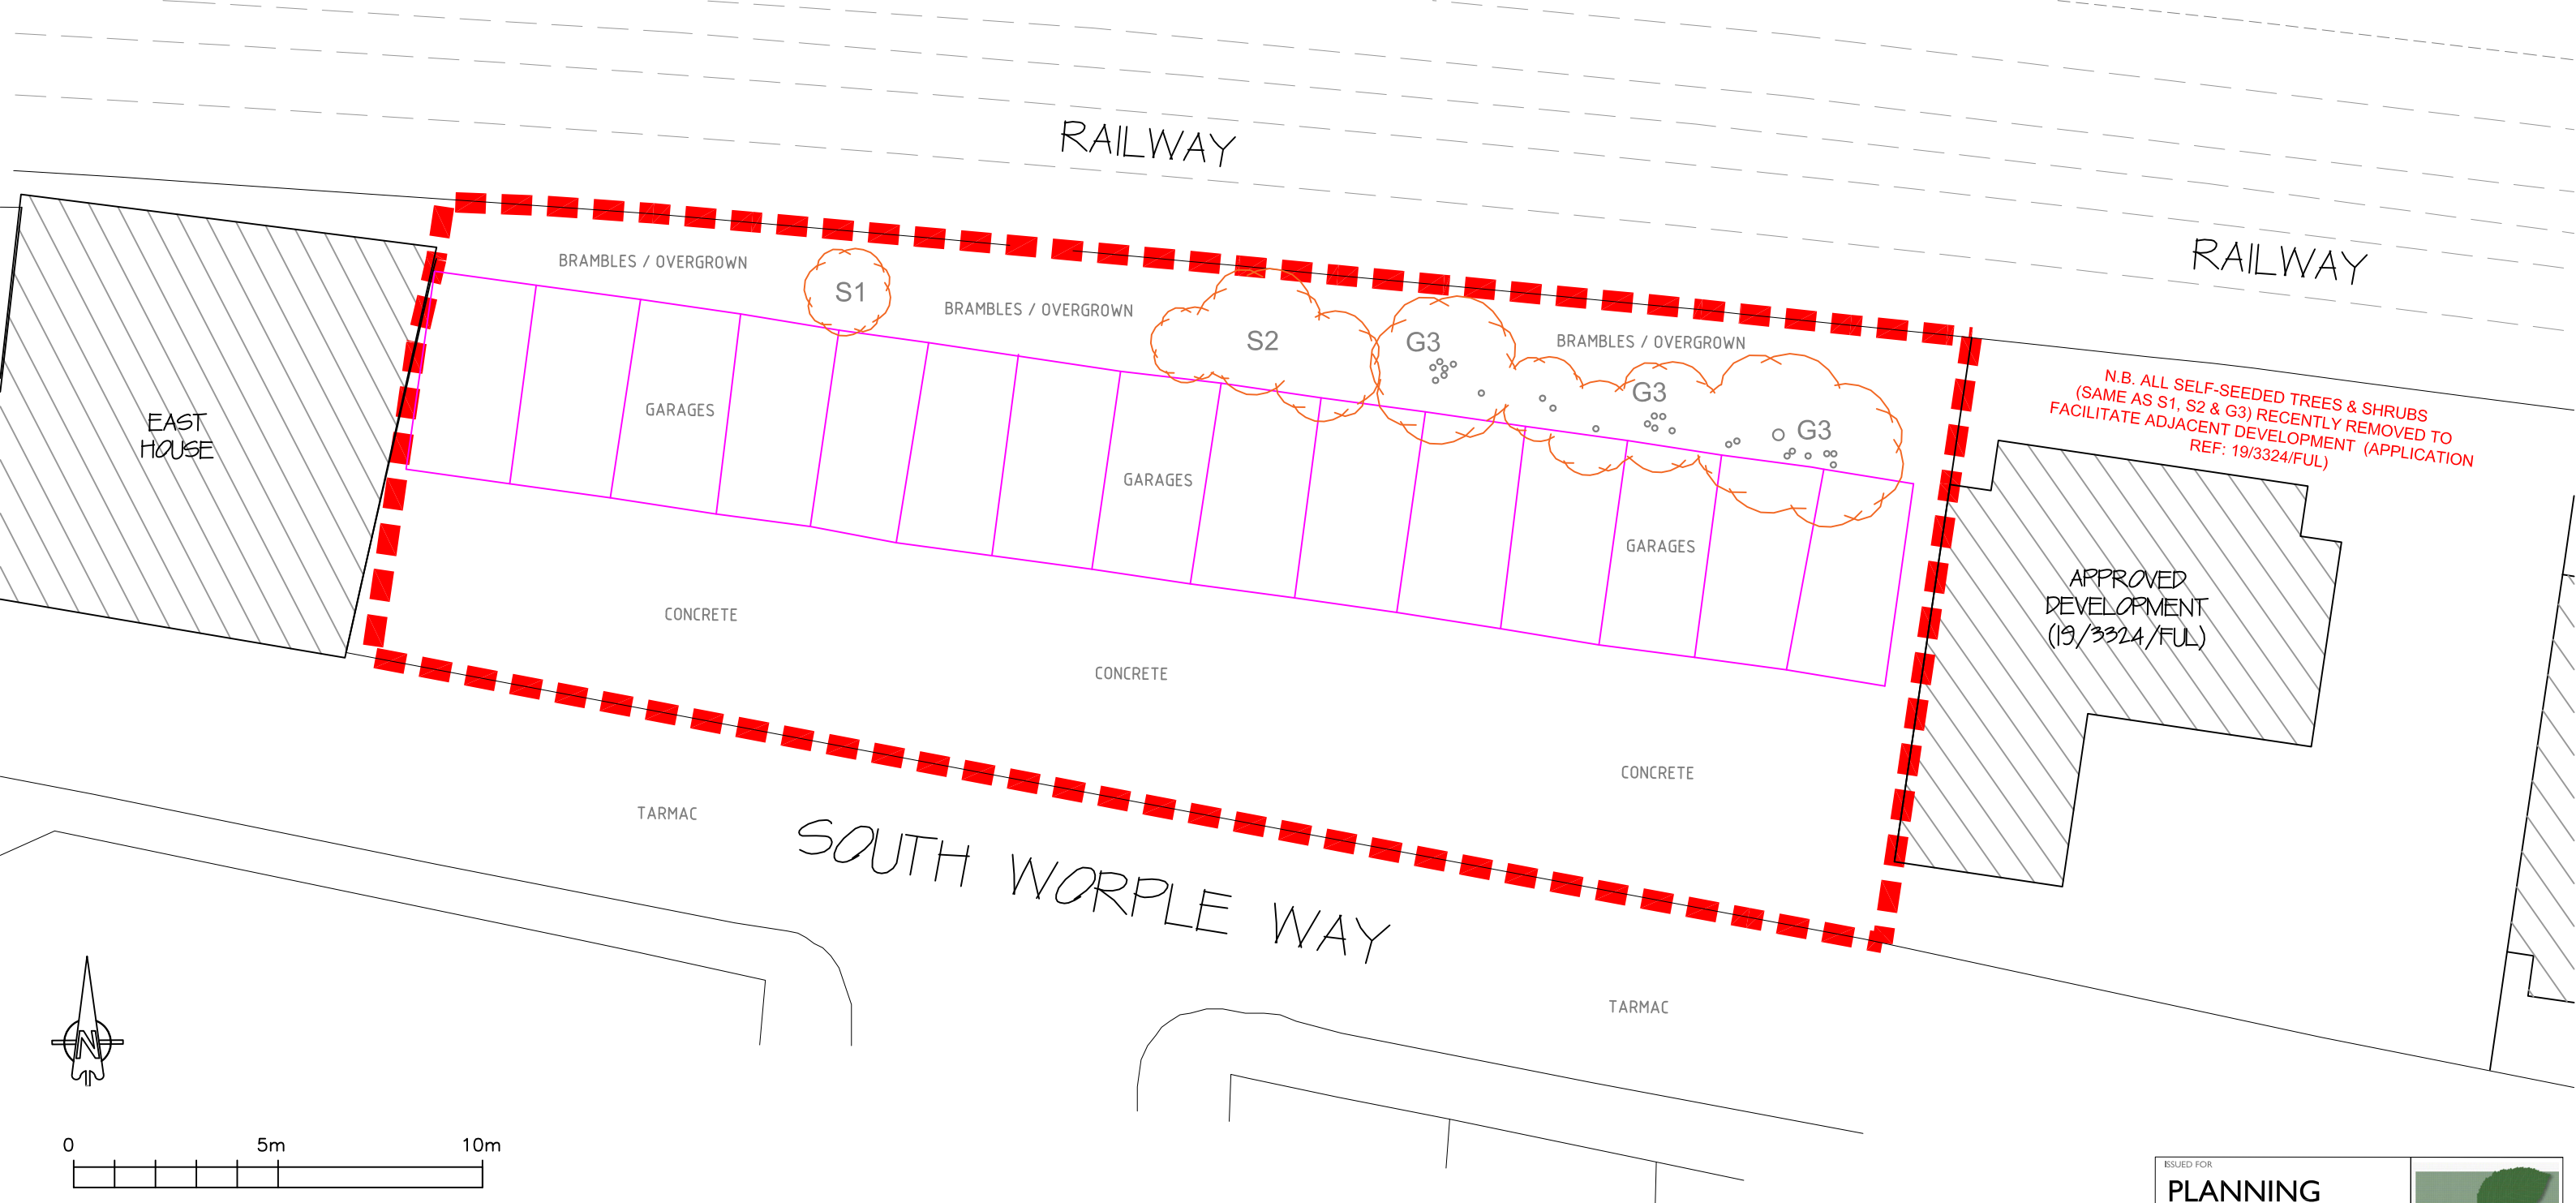 RAILWAY
RAILWAY
BRAMBLES / OVERGROWN
S1
BRAMBLES / OVERGROWN
S2
G3
BRAMBLES / OVERGROWN
G3
G3
N.B. ALL SELF-SEEDED TREES & SHRUBS
(SAME AS S1, S2 & G3) RECENTLY REMOVED TO
FACILITATE ADJACENT DEVELOPMENT (APPLICATION
REF: 19/3324/FUL)
EAST
HOUSE
GARAGES
GARAGES
GARAGES
APPROVED
DEVELOPMENT
(19/3324/FUL)
CONCRETE
CONCRETE
CONCRETE
TARMAC
SOUTH WORPLE WAY
TARMAC
N
0 5m 10m
ISSUED FOR
PLANNING